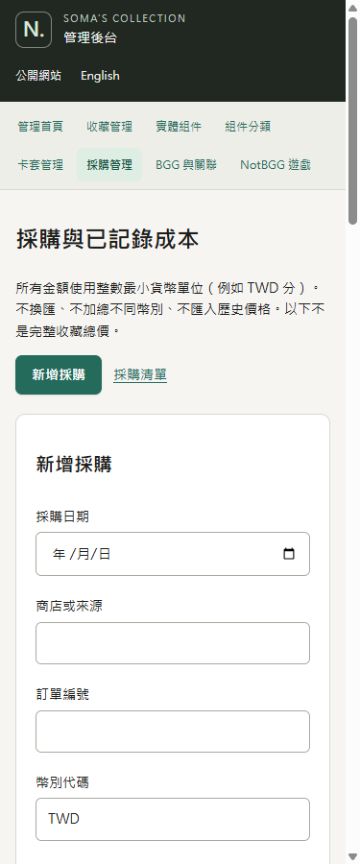 N.
SOMA'S COLLECTION
管理後台
公開網站 English
管理首頁 收藏管理 實體組件 組件分類
卡套管理 採購管理 BGG 與關聯 NotBGG 遊戲
採購與已記錄成本
所有金額使用整數最小貨幣單位（例如 TWD 分）。
不換匯、不加總不同幣別、不匯入歷史價格。以下不
是完整收藏總價。
新增採購 採購清單
新增採購
採購日期
年 /月/日
商店或來源
訂單編號
幣別代碼
TWD